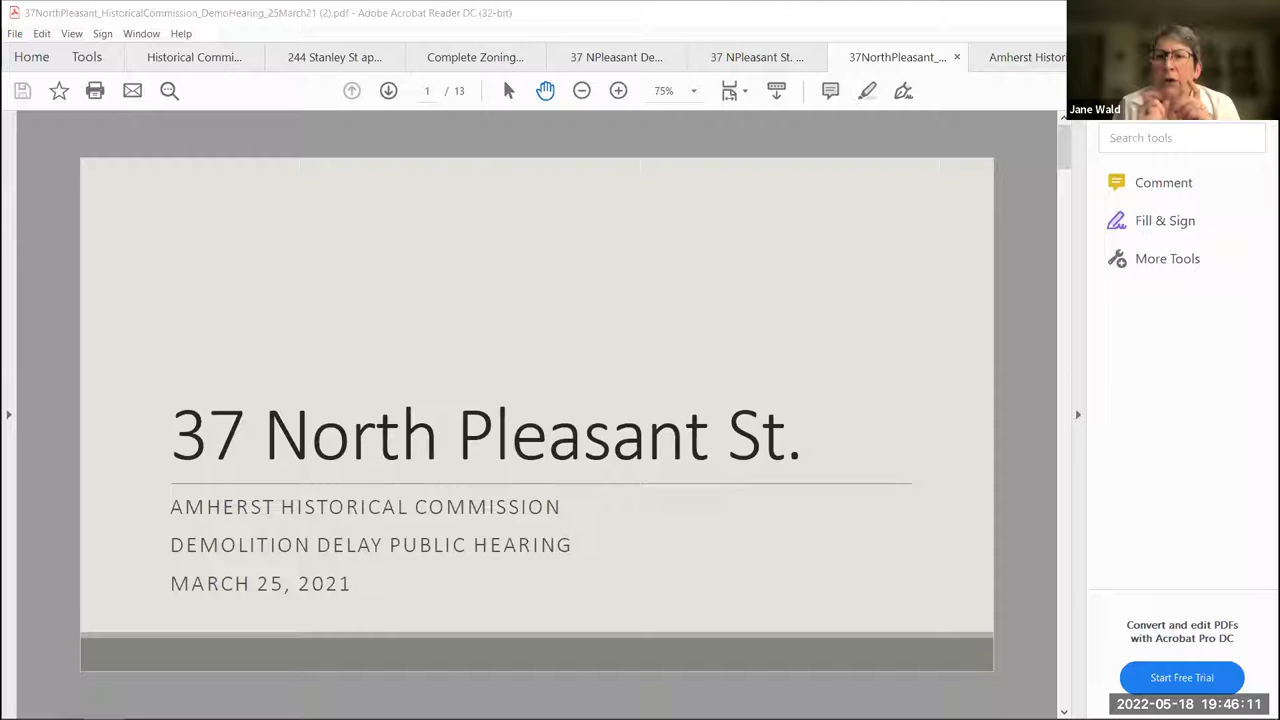 37NorthPleasant_HistoricalCommission_DemoHearing_25March21 (2).pdf - Adobe Acrobat Reader DC (32-bit)
File Edit View Sign Window Help
Home Tools Historical Commi... 244 Stanley St ap... Complete Zoning... 37 NPleasant De... 37 NPleasant St. ... 37NorthPleasant_... × Amherst Histori
1 / 13 75%
Jane Wald
Search tools
Comment
Fill & Sign
More Tools
37 North Pleasant St.
AMHERST HISTORICAL COMMISSION
DEMOLITION DELAY PUBLIC HEARING
MARCH 25, 2021
Convert and edit PDFs
with Acrobat Pro DC
Start Free Trial
2022-05-18 19:46:11